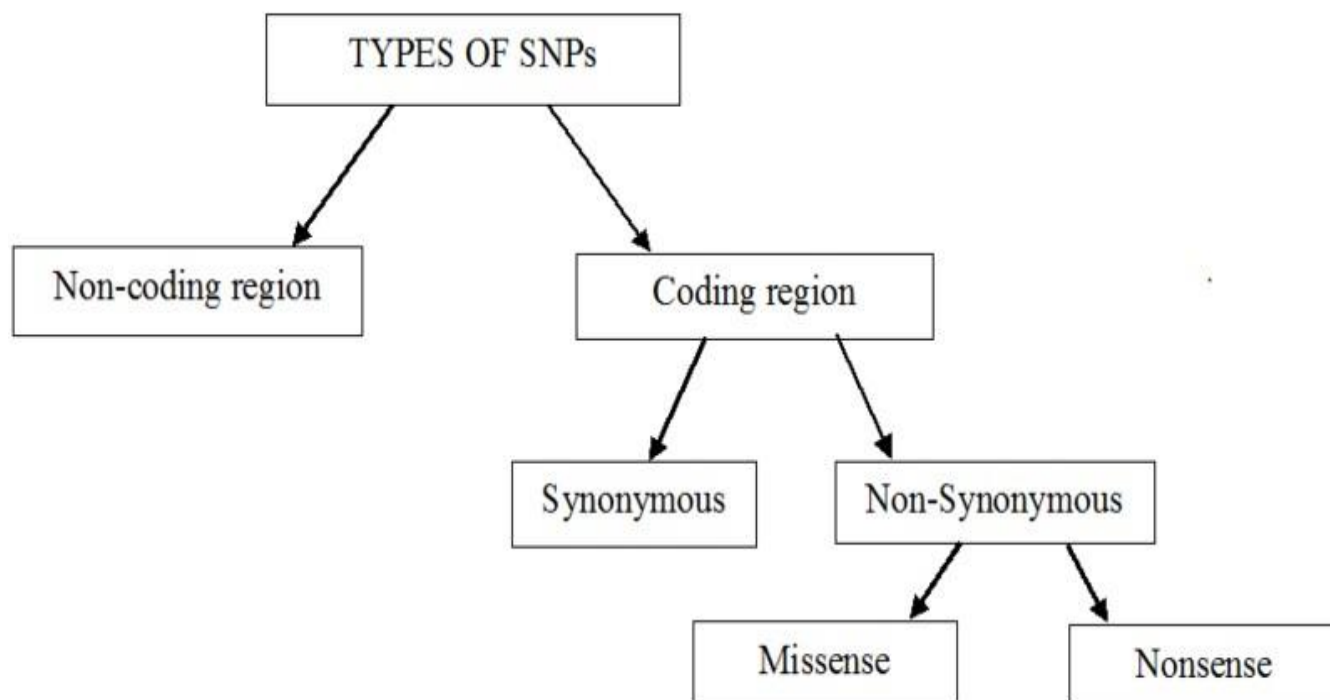 TYPES OF SNPs
Non-coding region
Coding region
Synonymous
Non-Synonymous
Missense
Nonsense